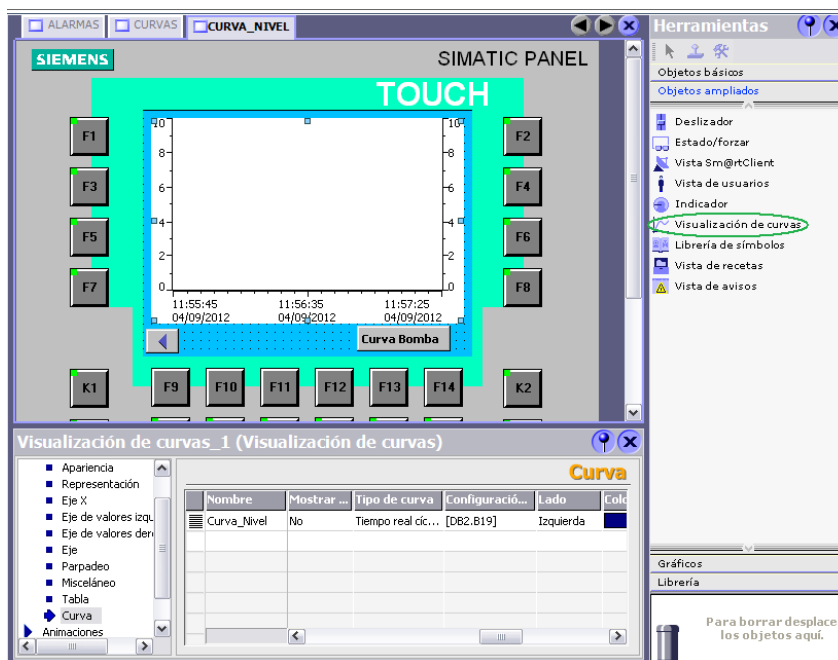 ALARMAS CURVAS CURVA_NIVEL
SIEMENS
SIMATIC PANEL
TOUCH
F1
F3
F5
F7
F2
F4
F6
F8
10
8
6
4
2
0
10
8
6
4
2
0
11:55:45 11:56:35 11:57:25
04/09/2012 04/09/2012 04/09/2012
Curva Bomba
K1 F9 F10 F11 F12 F13 F14 K2
Herramientas
Objetos básicos
Objetos ampliados
Deslizador
Estado/forzar
Vista Sm@rtClient
Vista de usuarios
Indicador
Visualización de curvas
Librería de símbolos
Vista de recetas
Vista de avisos
Gráficos
Librería
Para borrar desplace
los objetos aquí.
Visualización de curvas_1 (Visualización de curvas)
Apariencia
Representación
Eje X
Eje de valores izqu
Eje de valores der
Eje
Parpadeo
Misceláneo
Tabla
Curva
Animaciones
Curva
Nombre Mostrar ... Tipo de curva Configuració... Lado Colo
Curva_Nivel No Tiempo real cíc... [DB2.B19] Izquierda